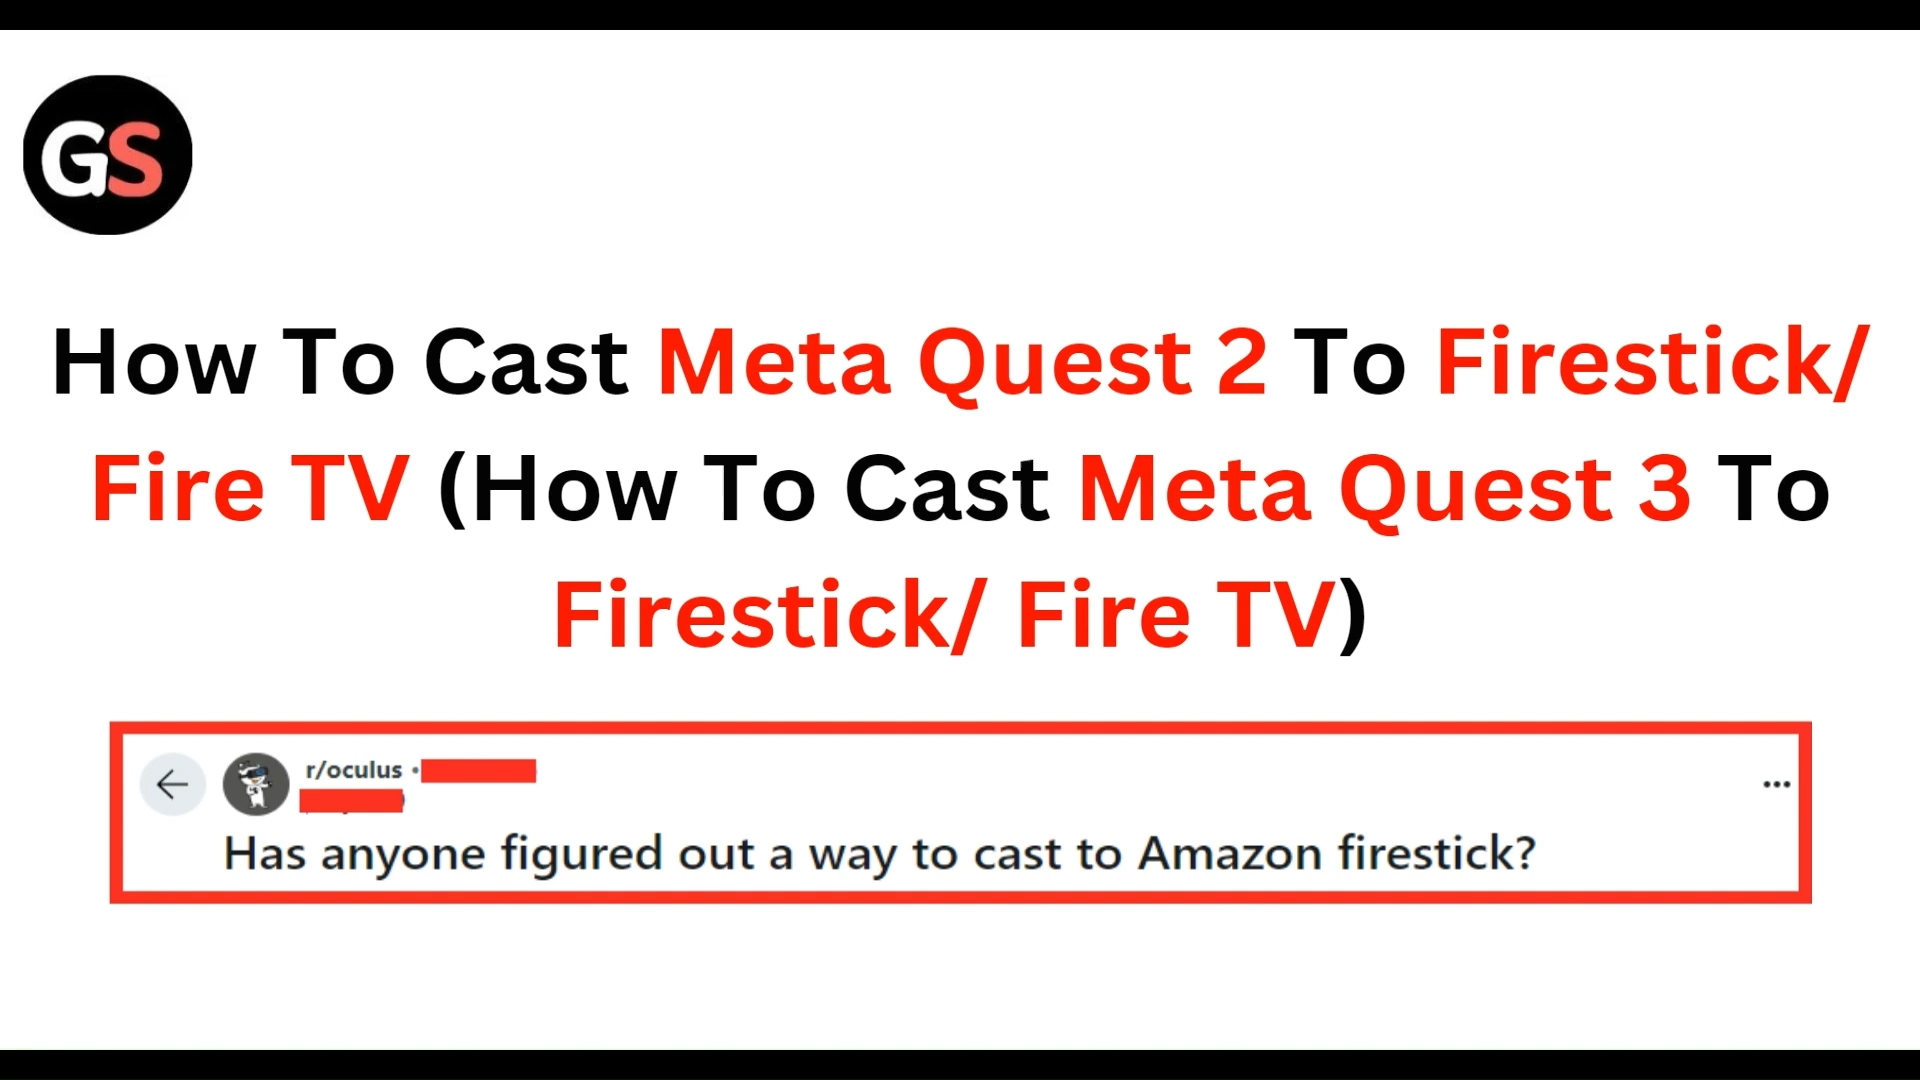 GS
How To Cast Meta Quest 2 To Firestick/
Fire TV (How To Cast Meta Quest 3 To
Firestick/ Fire TV)
r/oculus •
Has anyone figured out a way to cast to Amazon firestick?